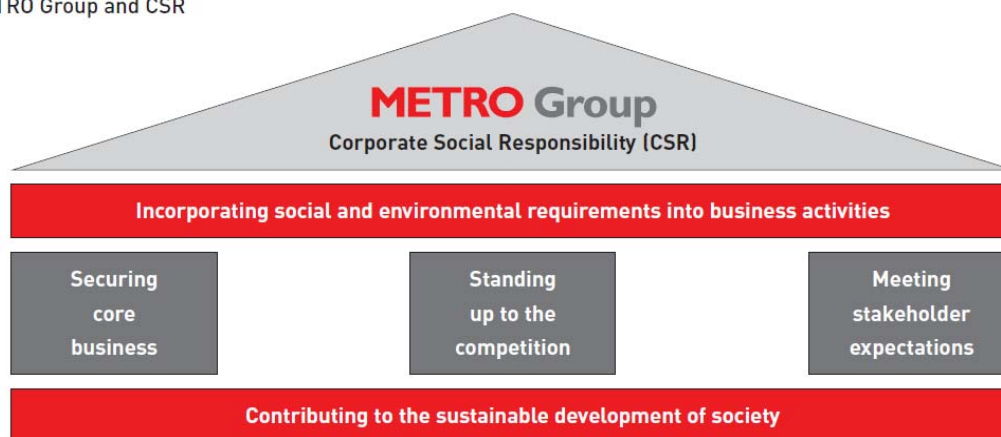 TRO Group and CSR
METRO Group
Corporate Social Responsibility (CSR)
Incorporating social and environmental requirements into business activities
Securing
core
business
Standing
up to the
competition
Meeting
stakeholder
expectations
Contributing to the sustainable development of society